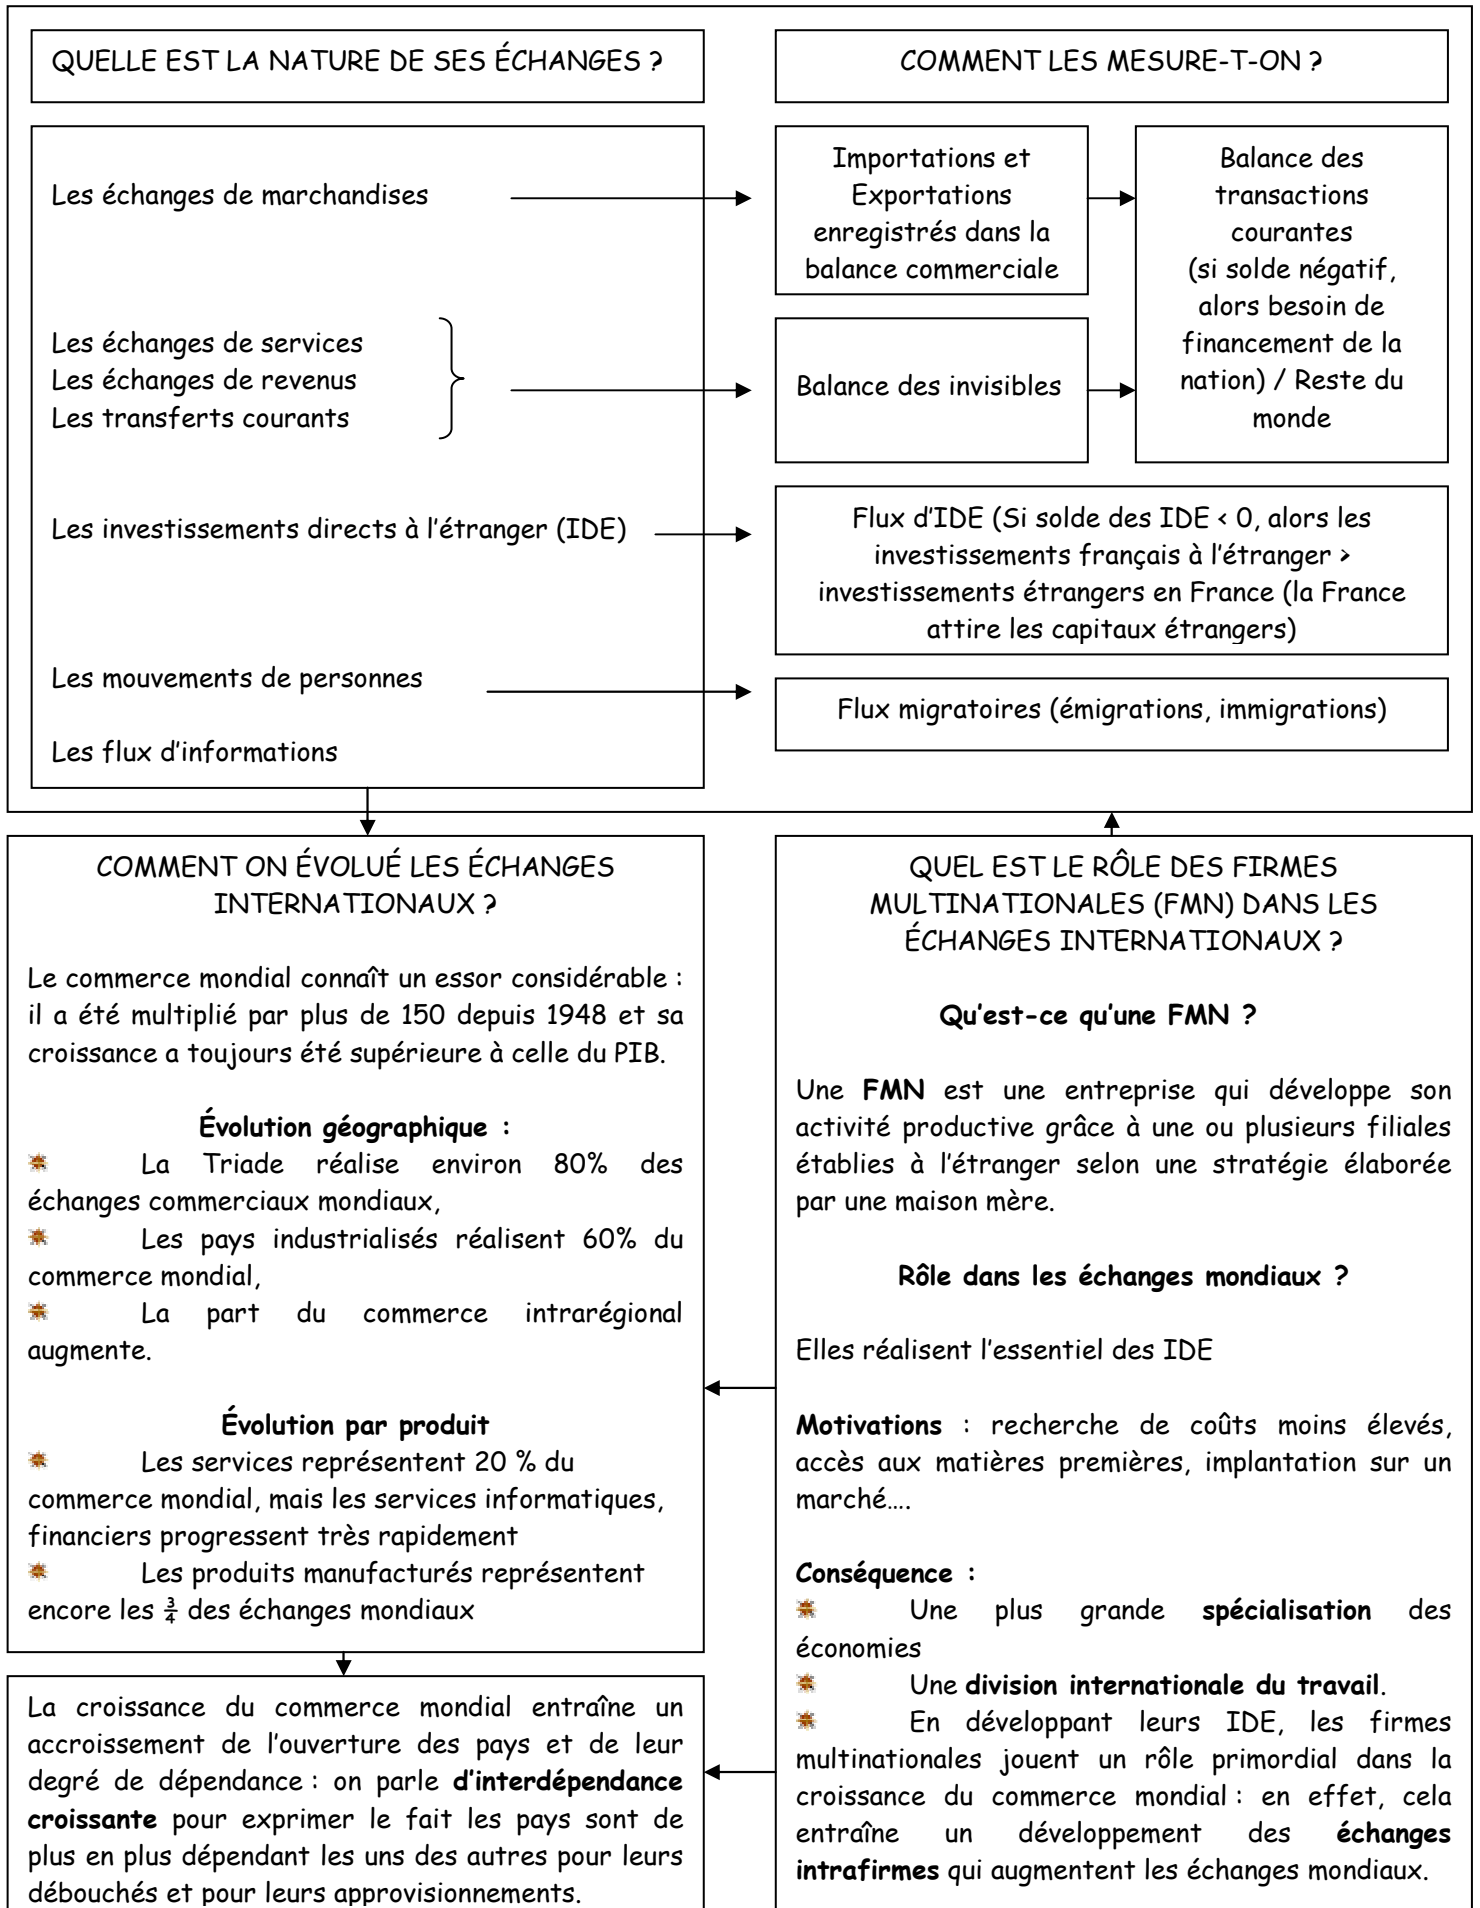 QUELLE EST LA NATURE DE SES ÉCHANGES ?
COMMENT LES MESURE-T-ON ?
Les échanges de marchandises
Les échanges de services
Les échanges de revenus
Les transferts courants
Les investissements directs à l'étranger (IDE)
Les mouvements de personnes
Les flux d'informations
Importations et
Exportations
enregistrés dans la
balance commerciale
Balance des invisibles
Balance des
transactions
courantes
(si solde négatif,
alors besoin de
financement de la
nation) / Reste du
monde
Flux d'IDE (Si solde des IDE < 0, alors les
investissements français à l'étranger >
investissements étrangers en France (la France
attire les capitaux étrangers)
Flux migratoires (émigrations, immigrations)
COMMENT ON ÉVOLUÉ LES ÉCHANGES
INTERNATIONAUX ?
Le commerce mondial connaît un essor considérable :
il a été multiplié par plus de 150 depuis 1948 et sa
croissance a toujours été supérieure à celle du PIB.
Évolution géographique :
La Triade réalise environ 80% des
échanges commerciaux mondiaux,
Les pays industrialisés réalisent 60% du
commerce mondial,
La part du commerce intrarégional
augmente.
Évolution par produit
Les services représentent 20 % du
commerce mondial, mais les services informatiques,
financiers progressent très rapidement
Les produits manufacturés représentent
encore les ¾ des échanges mondiaux
La croissance du commerce mondial entraîne un
accroissement de l'ouverture des pays et de leur
degré de dépendance : on parle d'interdépendance
croissante pour exprimer le fait les pays sont de
plus en plus dépendant les uns des autres pour leurs
débouchés et pour leurs approvisionnements.
QUEL EST LE RÔLE DES FIRMES
MULTINATIONALES (FMN) DANS LES
ÉCHANGES INTERNATIONAUX ?
Qu'est-ce qu'une FMN ?
Une FMN est une entreprise qui développe son
activité productive grâce à une ou plusieurs filiales
établies à l'étranger selon une stratégie élaborée
par une maison mère.
Rôle dans les échanges mondiaux ?
Elles réalisent l'essentiel des IDE
Motivations : recherche de coûts moins élevés,
accès aux matières premières, implantation sur un
marché….
Conséquence :
Une plus grande spécialisation des
économies
Une division internationale du travail.
En développant leurs IDE, les firmes
multinationales jouent un rôle primordial dans la
croissance du commerce mondial : en effet, cela
entraîne un développement des échanges
intrafirmes qui augmentent les échanges mondiaux.